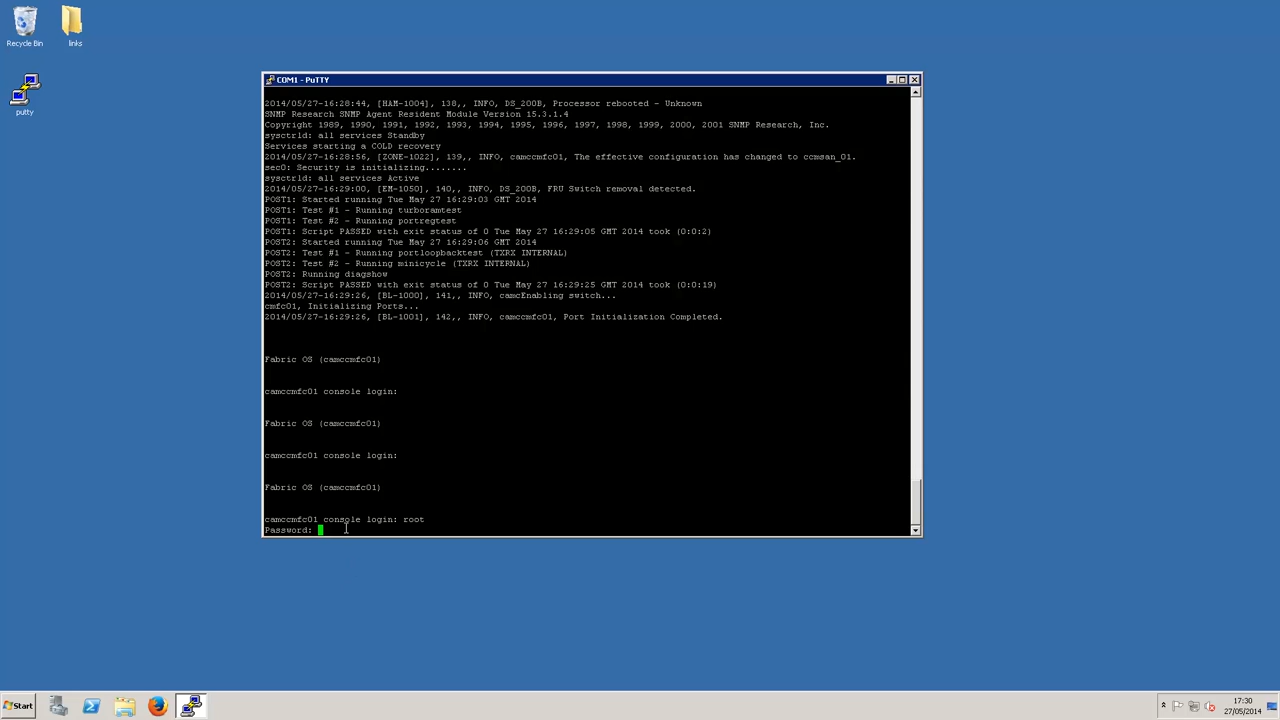 Recycle Bin
links
putty
COM1 - PuTTY
2014/05/27-16:28:44, [HAM-1004], 138,, INFO, DS_200B, Processor rebooted - Unknown
SNMP Research SNMP Agent Resident Module Version 15.3.1.4
Copyright 1989, 1990, 1991, 1992, 1993, 1994, 1995, 1996, 1997, 1998, 1999, 2000, 2001 SNMP Research, Inc.
sysctrld: all services Standby
Services starting a COLD recovery
2014/05/27-16:28:56, [ZONE-1022], 139,, INFO, camccmfc01, The effective configuration has changed to ccmsan_01.
sec0: Security is initializing........
sysctrld: all services Active
2014/05/27-16:29:00, [EM-1050], 140,, INFO, DS_200B, FRU Switch removal detected.
POST1: Started running Tue May 27 16:29:03 GMT 2014
POST1: Test #1 - Running turboramtest
POST1: Test #2 - Running portregtest
POST1: Script PASSED with exit status of 0 Tue May 27 16:29:05 GMT 2014 took (0:0:2)
POST2: Started running Tue May 27 16:29:06 GMT 2014
POST2: Test #1 - Running portloopbacktest (TXRX INTERNAL)
POST2: Test #2 - Running minicycle (TXRX INTERNAL)
POST2: Running diagshow
POST2: Script PASSED with exit status of 0 Tue May 27 16:29:25 GMT 2014 took (0:0:19)
2014/05/27-16:29:26, [BL-1000], 141,, INFO, camcEnabling switch...
cmfc01, Initializing Ports...
2014/05/27-16:29:26, [BL-1001], 142,, INFO, camccmfc01, Port Initialization Completed.
Fabric OS (camccmfc01)
camccmfc01 console login:
Fabric OS (camccmfc01)
camccmfc01 console login:
Fabric OS (camccmfc01)
camccmfc01 console login: root
Password:
Start
17:30
27/05/2014